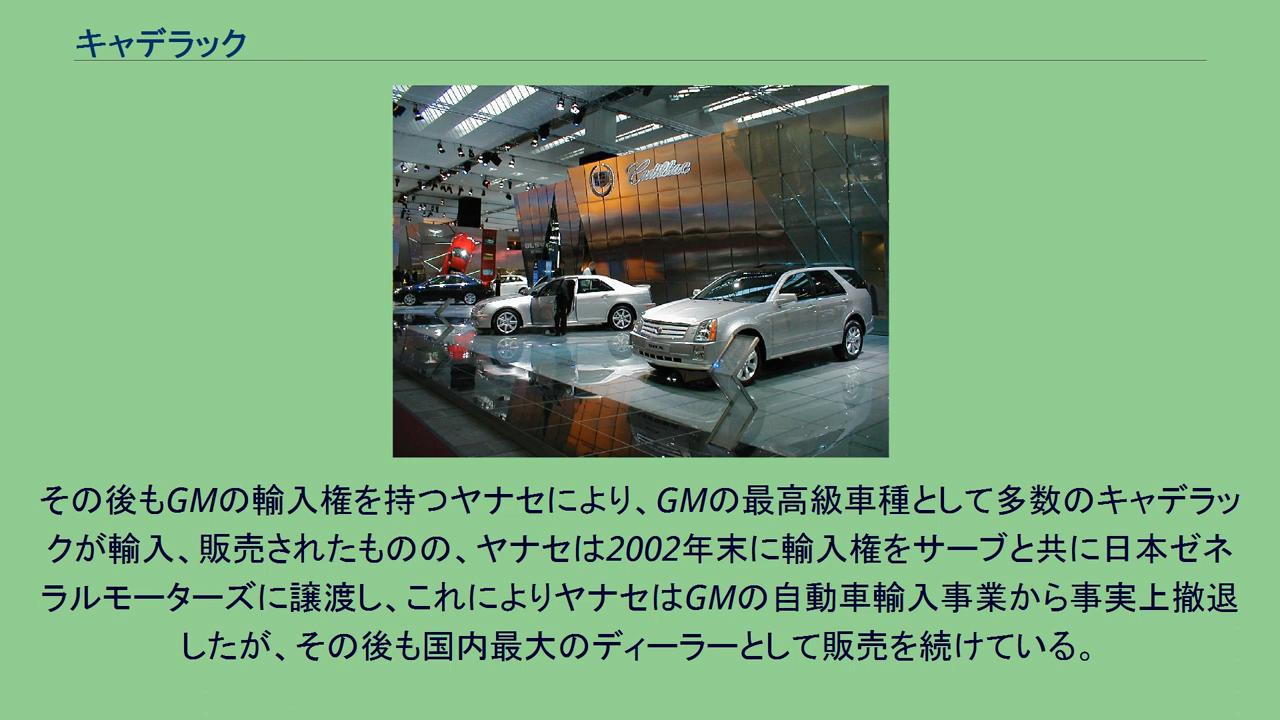 キャデラック
Cadillac
その後もGMの輸入権を持つヤナセにより、GMの最高級車種として多数のキャデラッ
クが輸入、販売されたものの、ヤナセは2002年末に輸入権をサーブと共に日本ゼネ
ラルモーターズに譲渡し、これによりヤナセはGMの自動車輸入事業から事実上撤退
したが、その後も国内最大のディーラーとして販売を続けている。